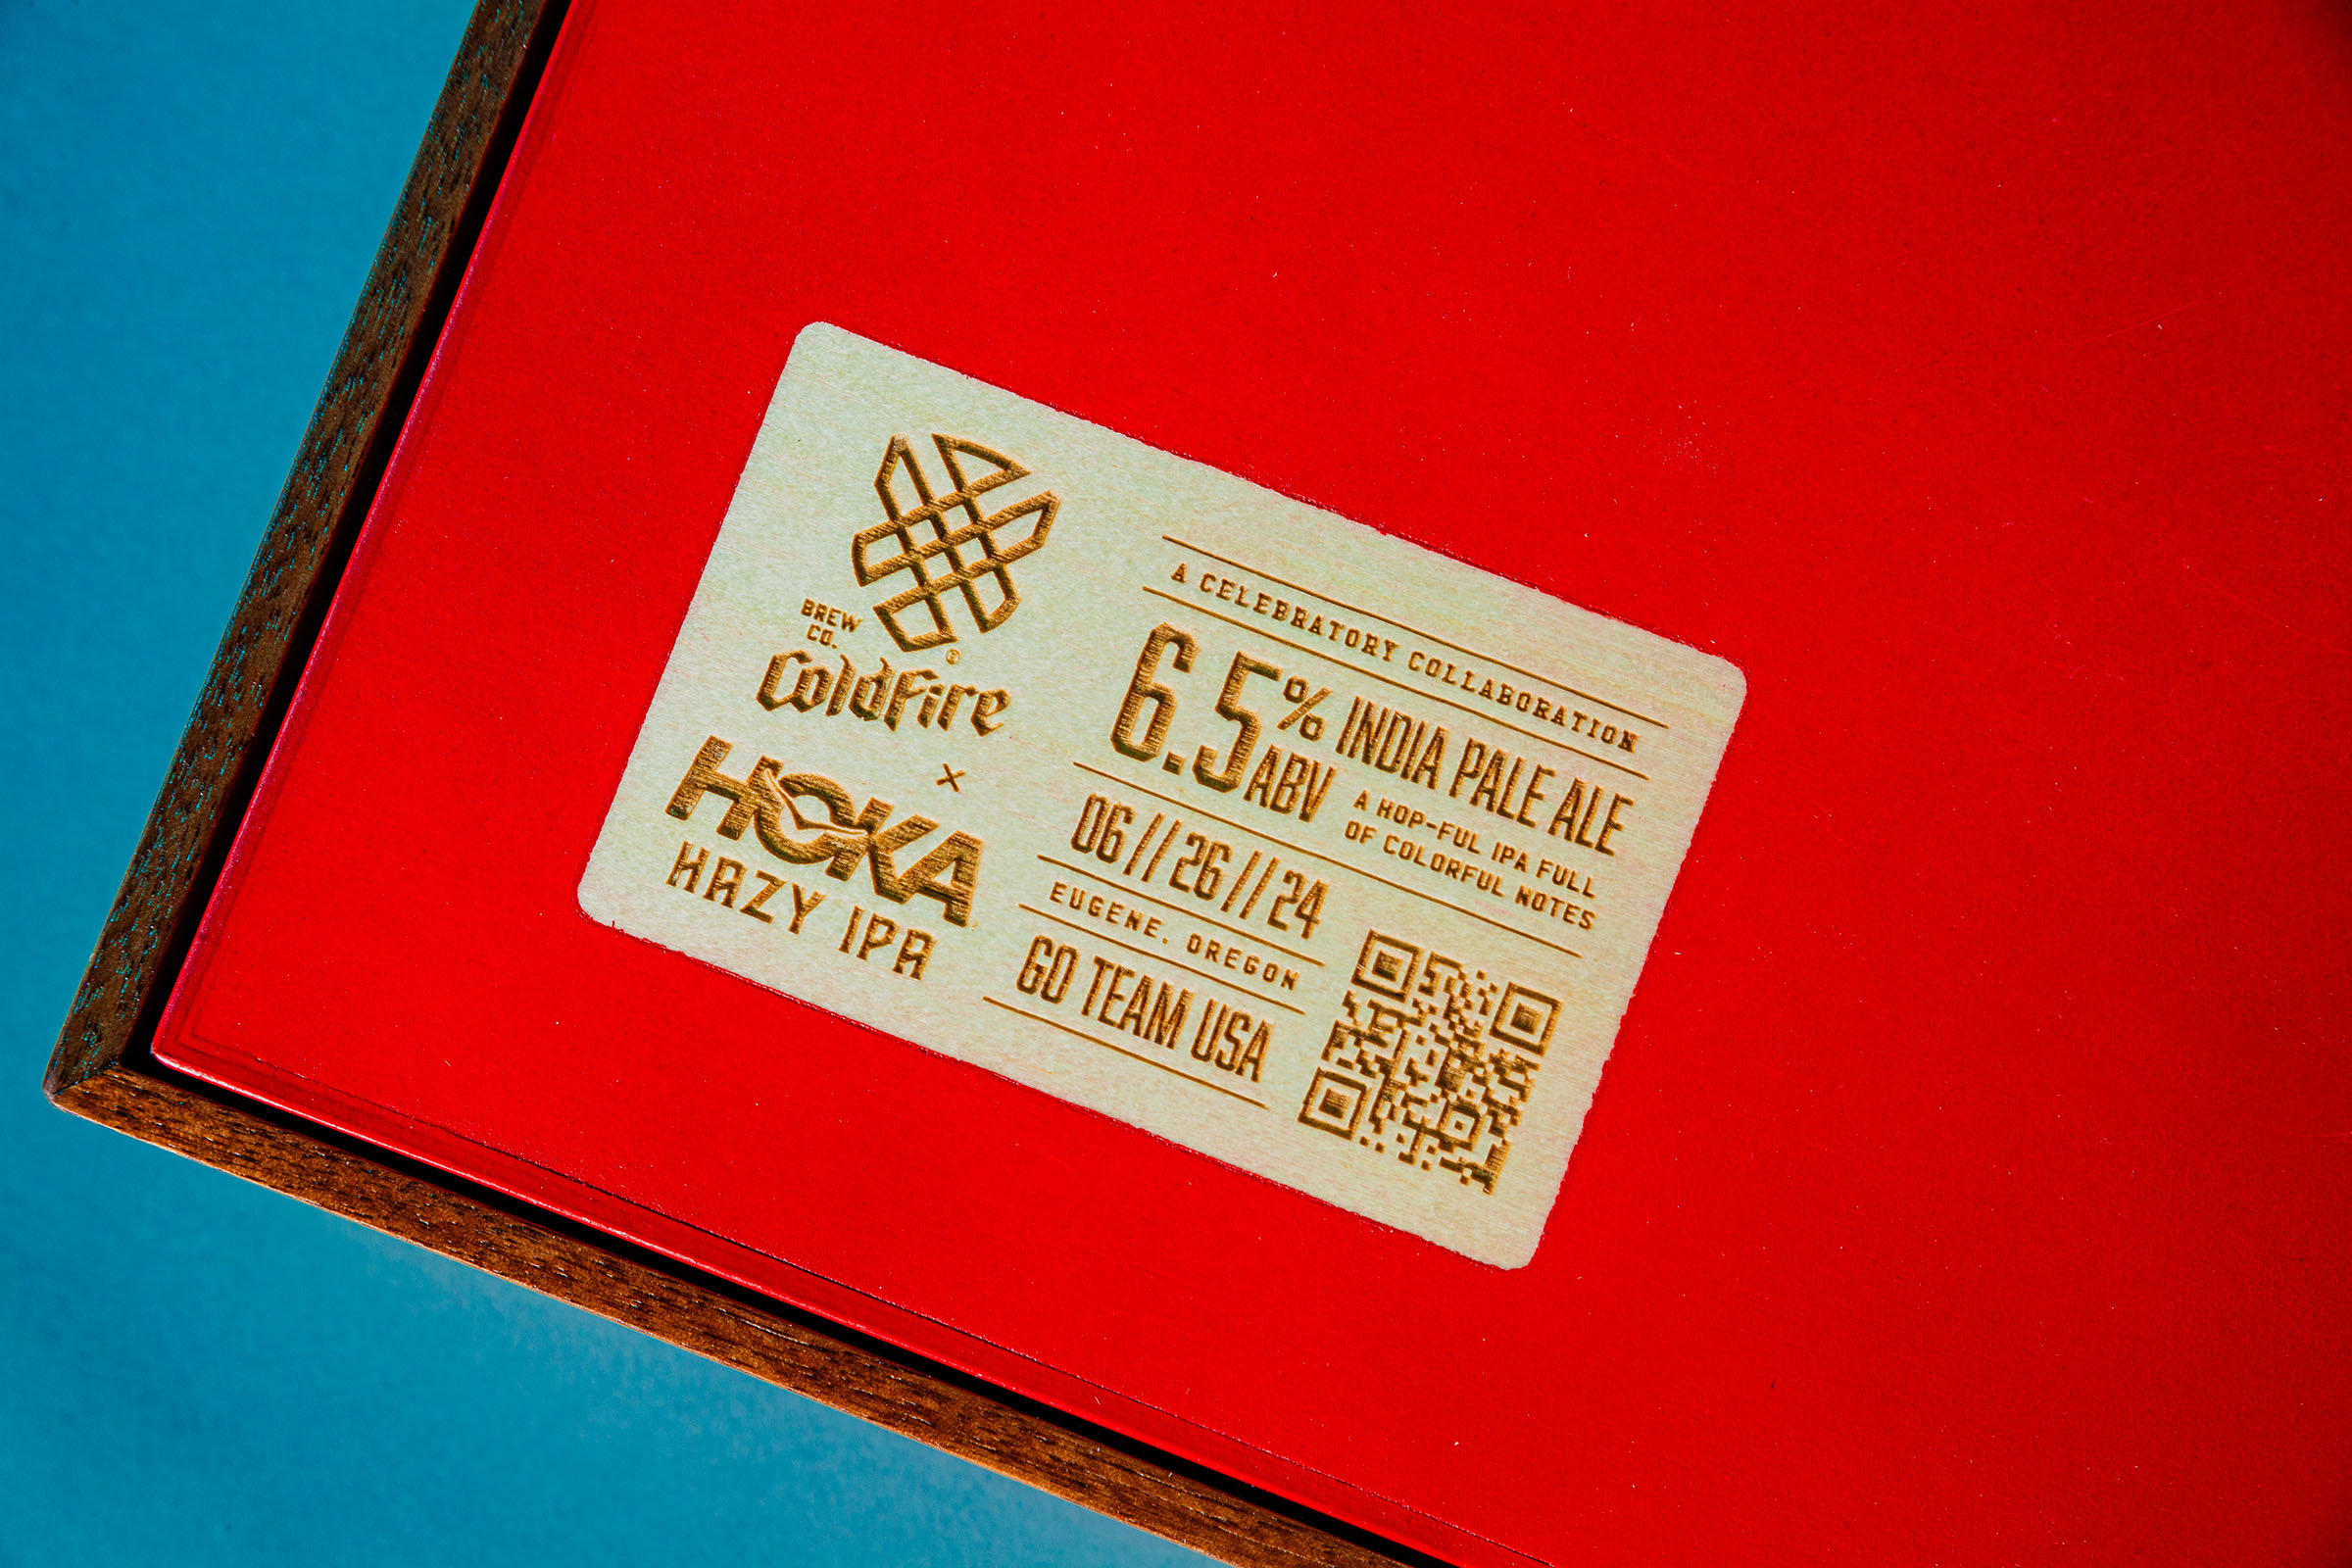 BREW
CO.
®
ColdFire
×
HOKA
HAZY IPA
A CELEBRATORY COLLABORATION
6.5% ABV
INDIA PALE ALE
A HOP-FUL IPA FULL
OF COLORFUL NOTES
06//26//24
EUGENE, OREGON
GO TEAM USA